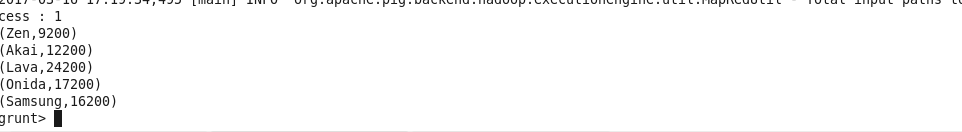 2017-03-16 17:19:34,493 [main] INFO  org.apache.pig.backend.hadoop.executionengine.util.MapRedUtil - Total input paths to
cess : 1
(Zen,9200)
(Akai,12200)
(Lava,24200)
(Onida,17200)
(Samsung,16200)
grunt>